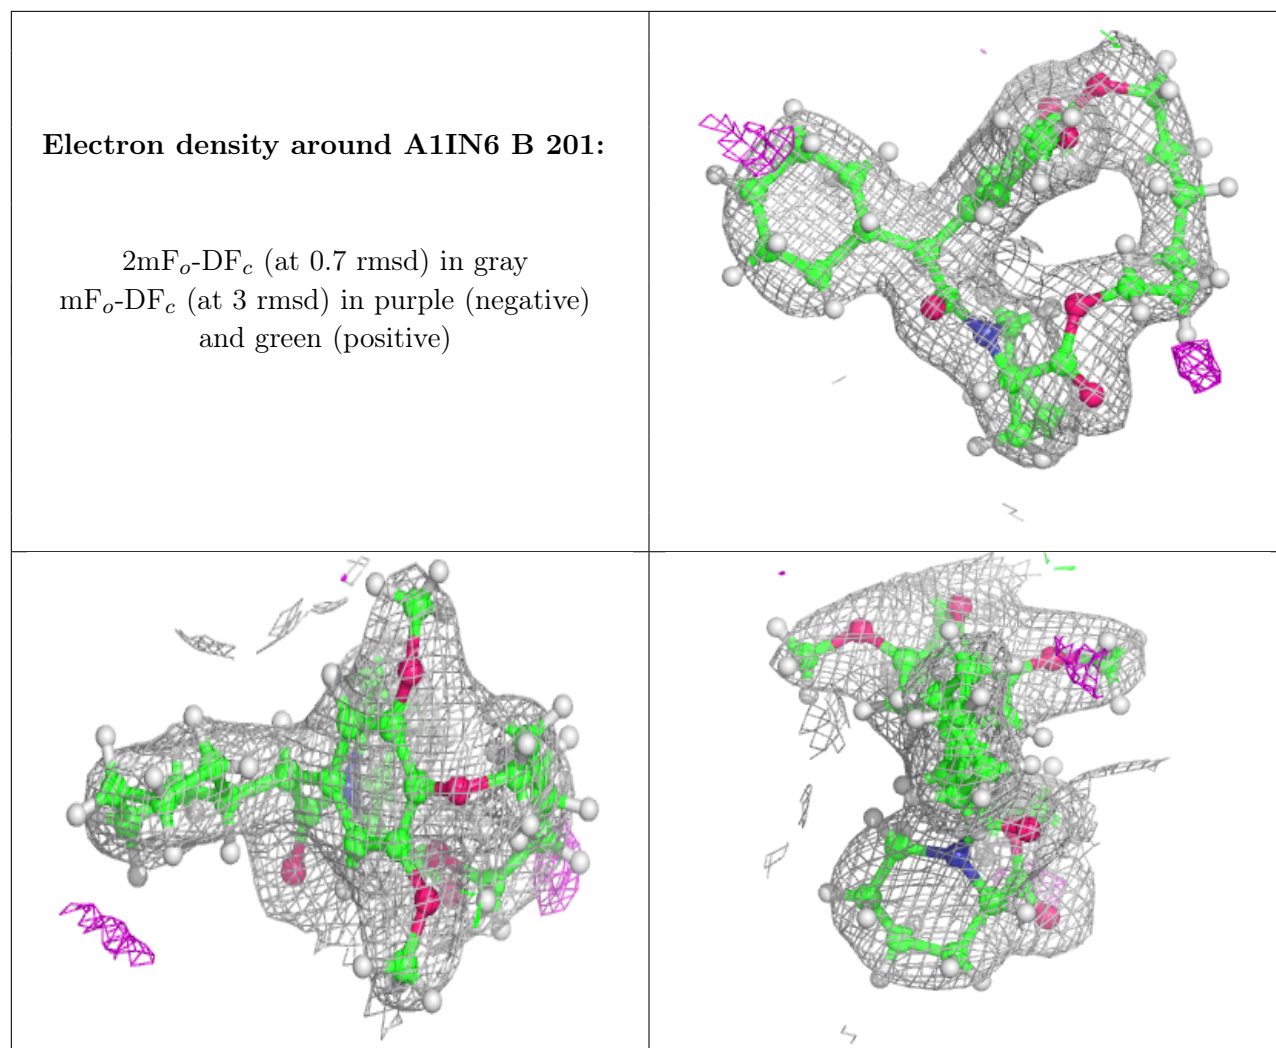 Electron density around A1IN6 B 201:
2mFo-DFc (at 0.7 rmsd) in gray
mFo-DFc (at 3 rmsd) in purple (negative)
and green (positive)